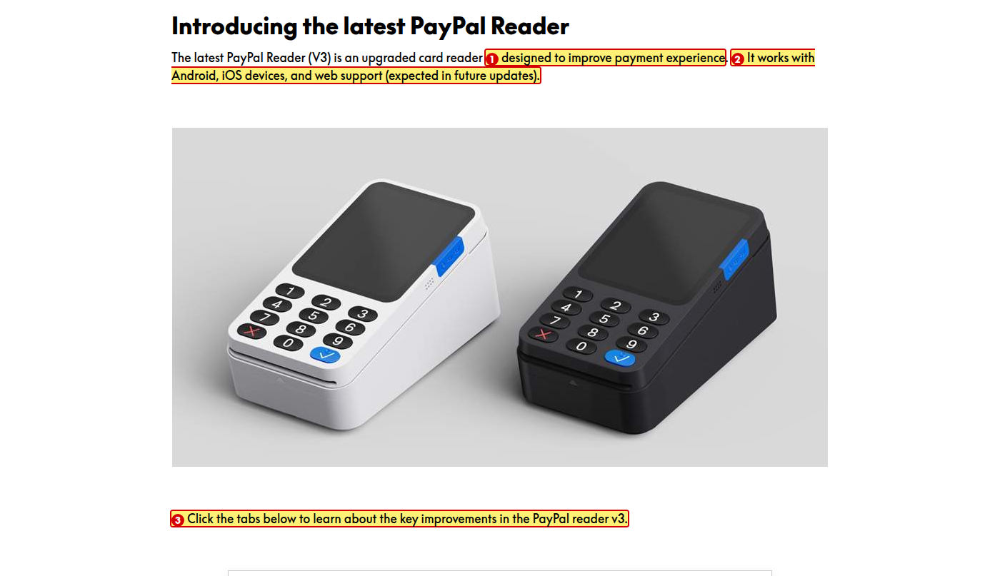 Introducing the latest PayPal Reader
The latest PayPal Reader (V3) is an upgraded card reader 1 designed to improve payment experience. 2 It works with
Android, iOS devices, and web support (expected in future updates).
1 2 3
4 5 6
7 8 9
0
1 2 3
4 5 6
7 8 9
0
3 Click the tabs below to learn about the key improvements in the PayPal reader v3.